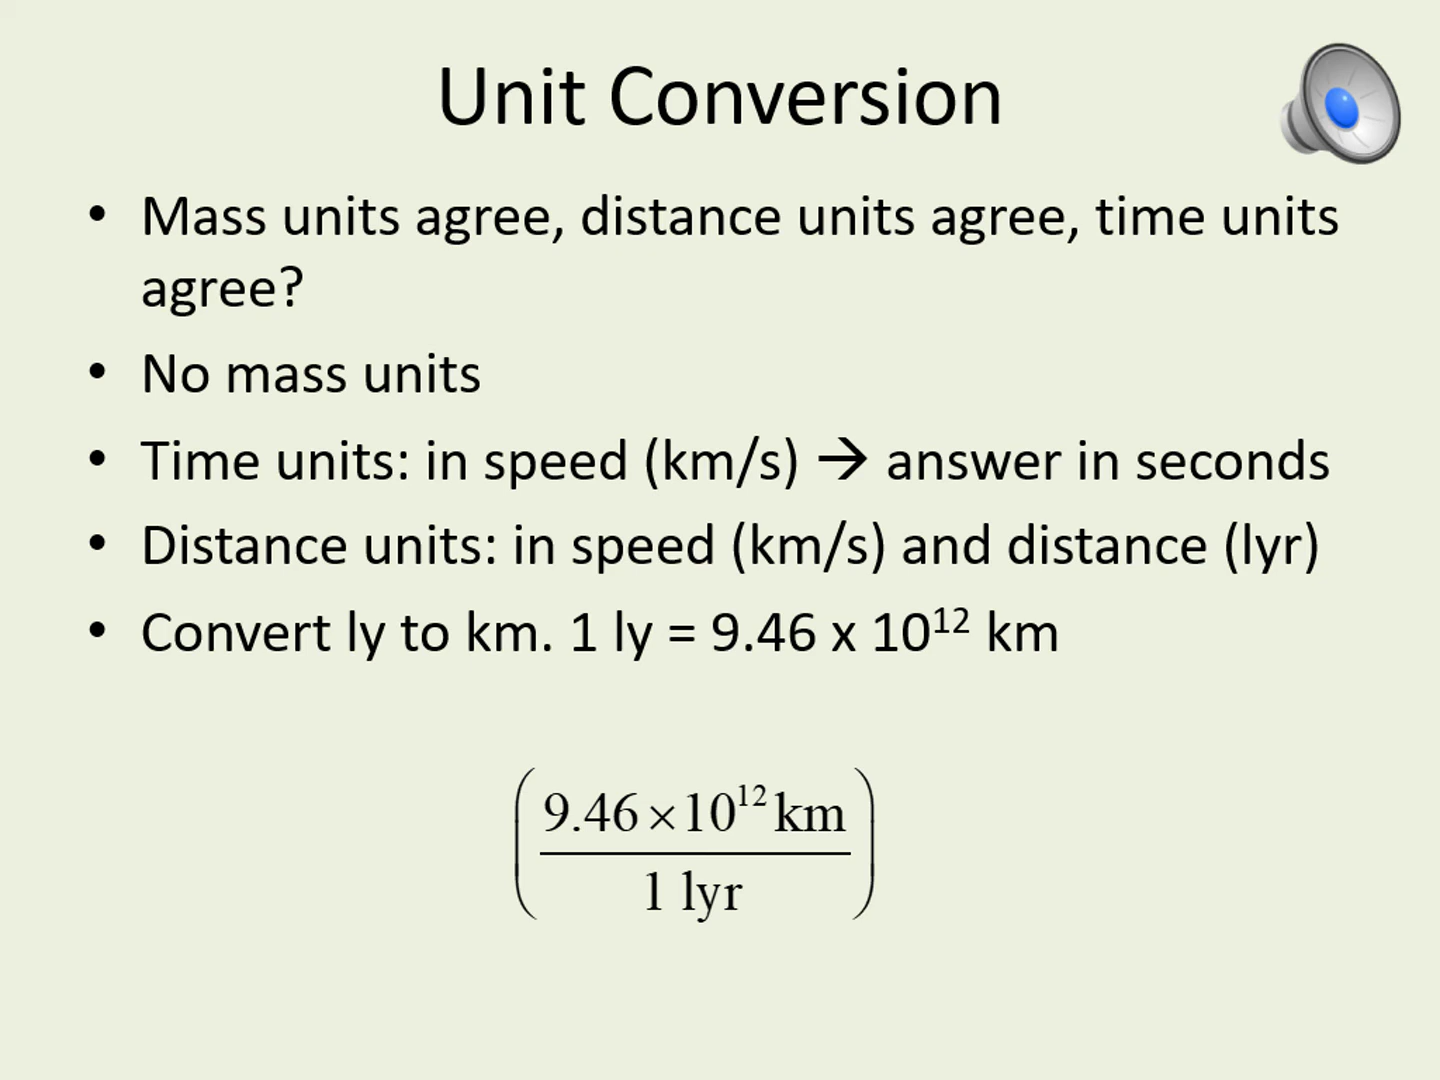 Unit Conversion
• Mass units agree, distance units agree, time units
agree?
• No mass units
• Time units: in speed (km/s) → answer in seconds
• Distance units: in speed (km/s) and distance (lyr)
• Convert ly to km. 1 ly = 9.46 x 10¹² km
(9.46×10¹² km
1 lyr)